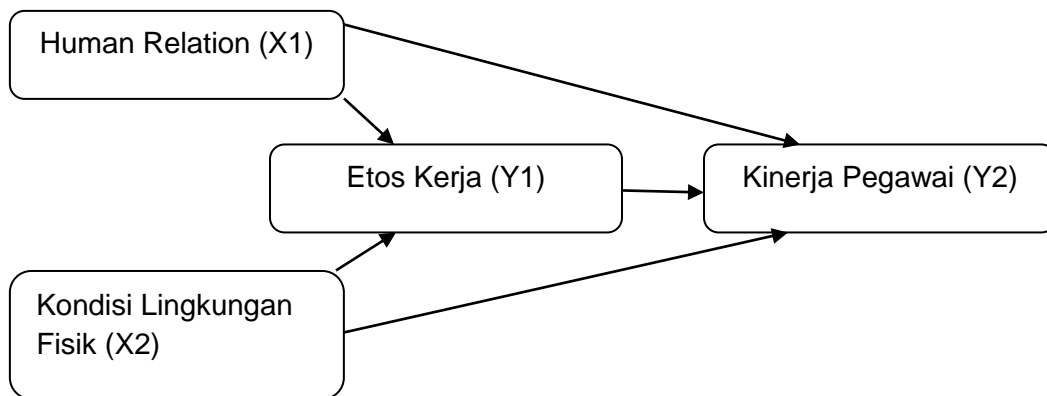 Human Relation (X1)
Etos Kerja (Y1)
Kinerja Pegawai (Y2)
Kondisi Lingkungan
Fisik (X2)